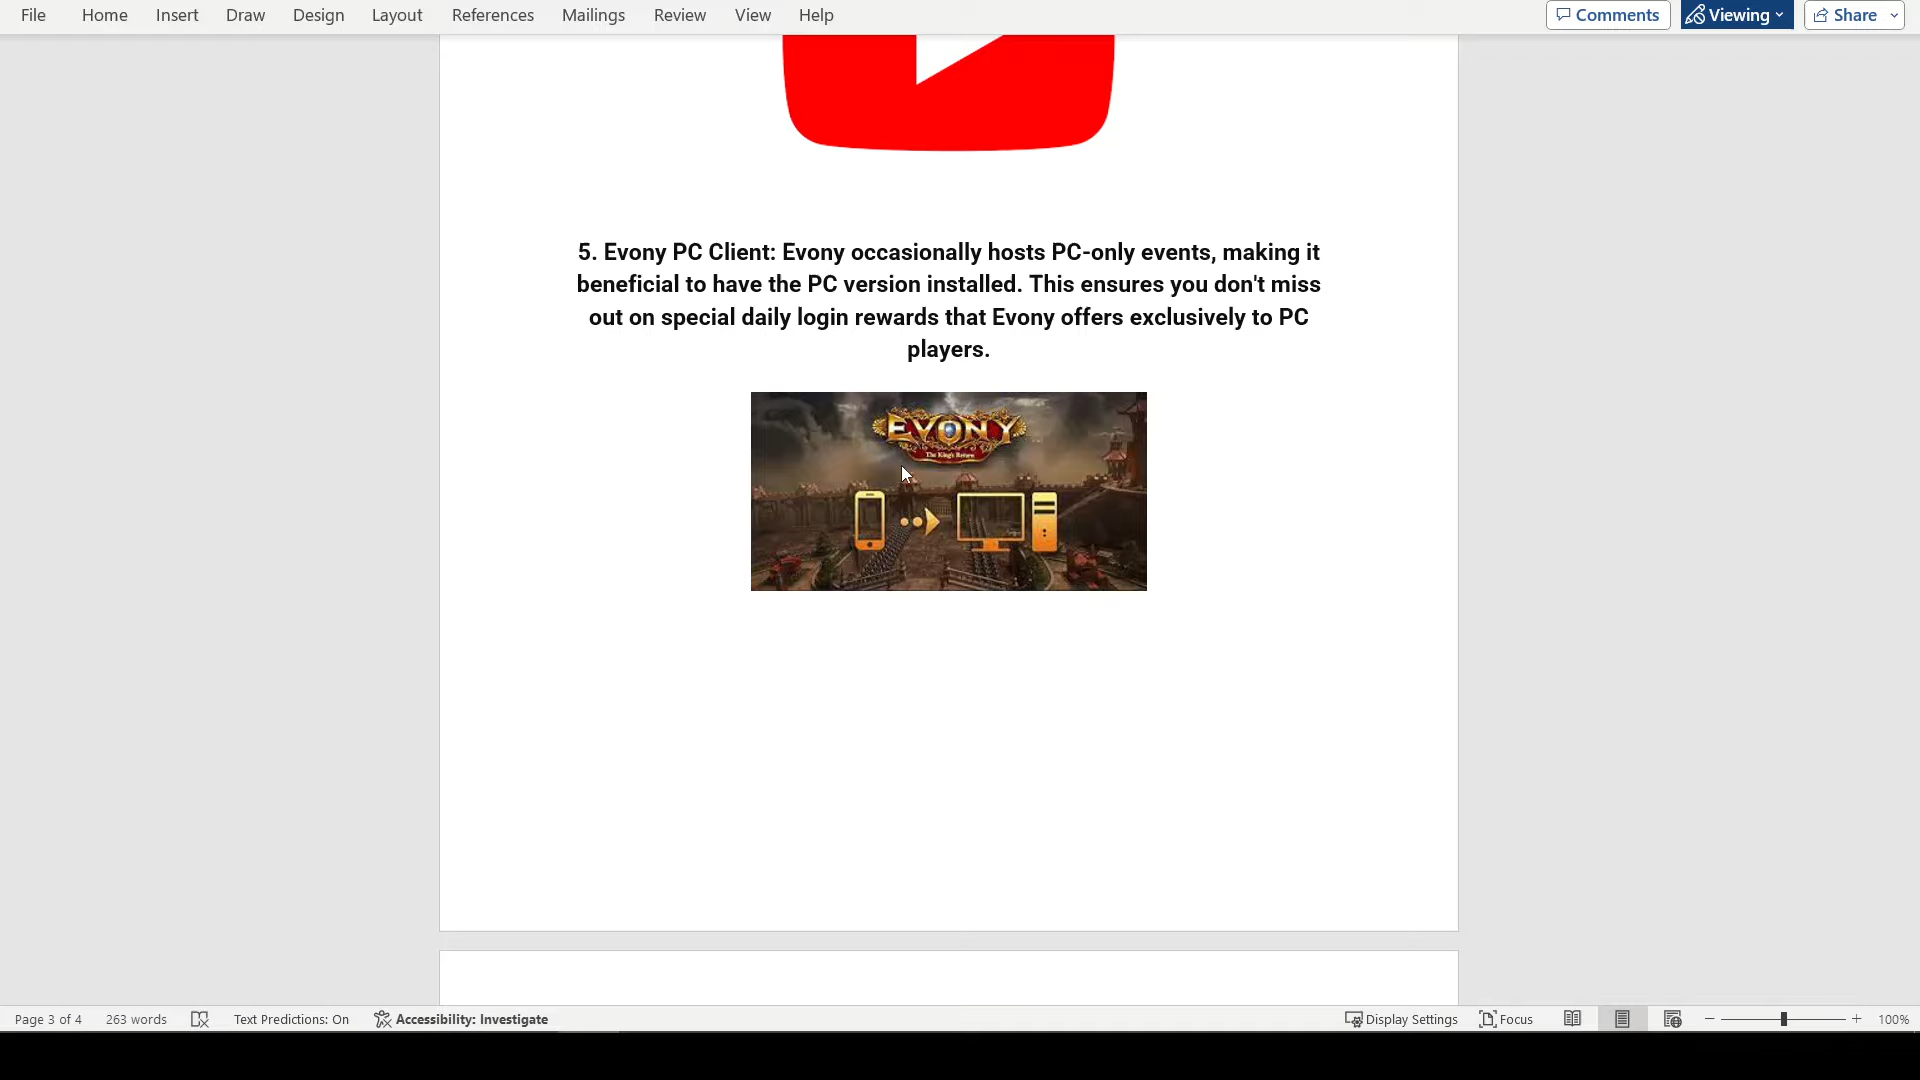 File Home Insert Draw Design Layout References Mailings Review View Help Comments Viewing Share
5. Evony PC Client: Evony occasionally hosts PC-only events, making it
beneficial to have the PC version installed. This ensures you don't miss
out on special daily login rewards that Evony offers exclusively to PC
players.
EVONY
The King's Return
Page 3 of 4 263 words Text Predictions: On Accessibility: Investigate Display Settings Focus 100%